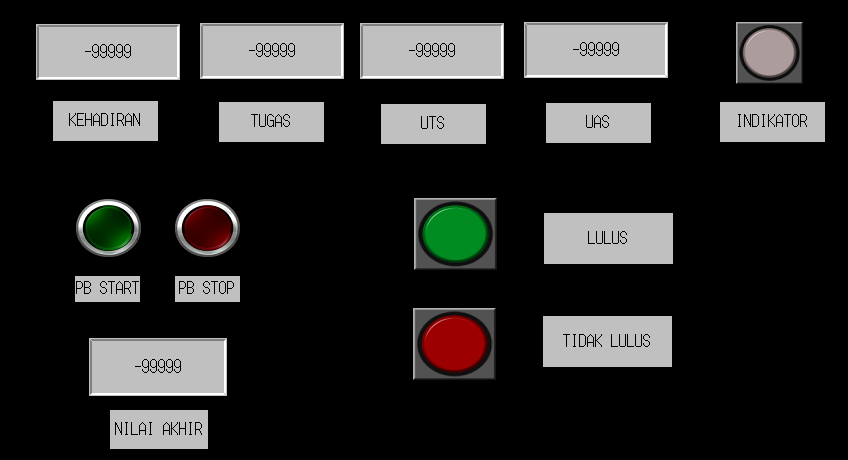 -99999
-99999
-99999
-99999
KEHADIRAN
TUGAS
UTS
UAS
INDIKATOR
LULUS
PB START
PB STOP
TIDAK LULUS
-99999
NILAI AKHIR